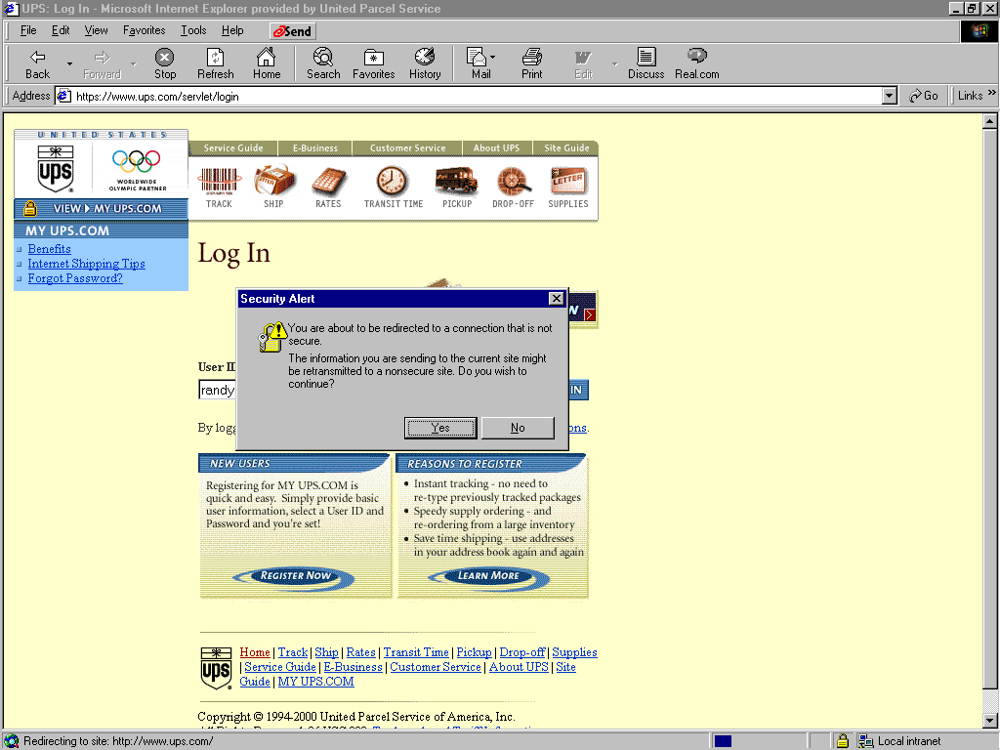 UPS: Log In - Microsoft Internet Explorer provided by United Parcel Service
File Edit View Favorites Tools Help Send
Back Forward Stop Refresh Home Search Favorites History Mail Print Edit Discuss Real.com
Address https://www.ups.com/servlet/login Go Links »
UNITED STATES
ups
WORLDWIDE
OLYMPIC PARTNER
VIEW MY UPS.COM
MY UPS.COM
Benefits
Internet Shipping Tips
Forgot Password?
Service Guide E-Business Customer Service About UPS Site Guide
LETTER LETTER
TRACK SHIP RATES TRANSIT TIME PICKUP DROP-OFF SUPPLIES
Log In
Security Alert
You are about to be redirected to a connection that is not
secure.
The information you are sending to the current site might
be retransmitted to a nonsecure site. Do you wish to
continue?
Yes No
User I
randy
IN
By log
ons.
NEW USERS
Registering for MY UPS.COM is
quick and easy. Simply provide basic
user information, select a User ID and
Password and you're set!
REGISTER NOW
REASONS TO REGISTER
• Instant tracking - no need to
re-type previously tracked packages
• Speedy supply ordering - and
re-ordering from a large inventory
• Save time shipping - use addresses
in your address book again and again
LEARN MORE
ups
Home | Track | Ship | Rates | Transit Time | Pickup | Drop-off | Supplies
| Service Guide | E-Business | Customer Service | About UPS | Site
Guide | MY UPS.COM
Copyright © 1994-2000 United Parcel Service of America, Inc.
Redirecting to site: http://www.ups.com/ Local intranet